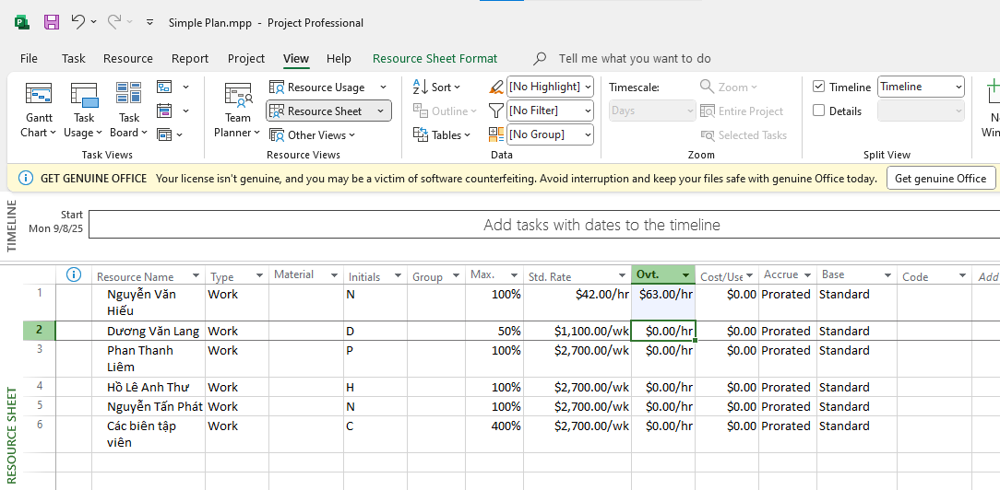 Simple Plan.mpp - Project Professional
File Task Resource Report Project View Help Resource Sheet Format Tell me what you want to do
Gantt Chart
Task Usage
Task Board
Task Views
Team Planner
Resource Usage
Resource Sheet
Other Views
Resource Views
Sort
Outline
Tables
[No Highlight]
[No Filter]
[No Group]
Data
Timescale:
Days
Zoom
Entire Project
Selected Tasks
Zoom
Timeline Timeline
Details
Split View
GET GENUINE OFFICE Your license isn't genuine, and you may be a victim of software counterfeiting. Avoid interruption and keep your files safe with genuine Office today. Get genuine Office
TIMELINE
Start
Mon 9/8/25
Add tasks with dates to the timeline
RESOURCE SHEET
Resource Name Type Material Initials Group Max. Std. Rate Ovt. Cost/Use Accrue Base Code Add
1 Nguyễn Văn Hiếu Work N 100% $42.00/hr $63.00/hr $0.00 Prorated Standard
2 Dương Văn Lang Work D 50% $1,100.00/wk $0.00/hr $0.00 Prorated Standard
3 Phan Thanh Liêm Work P 100% $2,700.00/wk $0.00/hr $0.00 Prorated Standard
4 Hồ Lê Anh Thư Work H 100% $2,700.00/wk $0.00/hr $0.00 Prorated Standard
5 Nguyễn Tấn Phát Work N 100% $2,700.00/wk $0.00/hr $0.00 Prorated Standard
6 Các biên tập viên Work C 400% $2,700.00/wk $0.00/hr $0.00 Prorated Standard